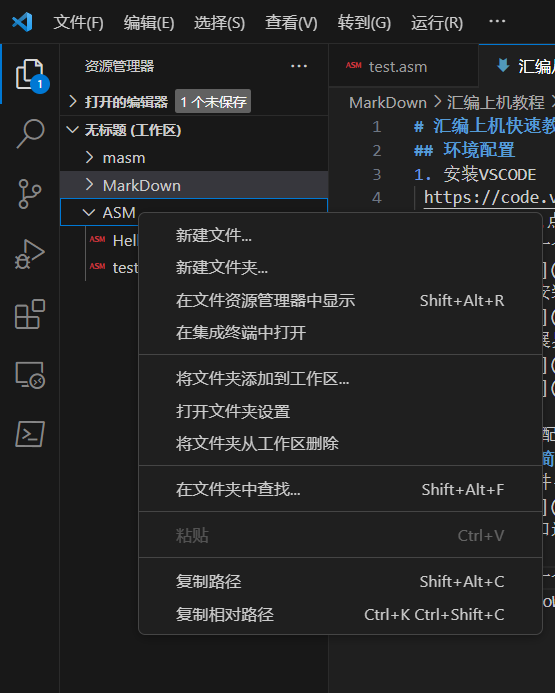 文件(F) 编辑(E) 选择(S) 查看(V) 转到(G) 运行(R) ···
资源管理器 ···
1
打开的编辑器 1 个未保存
无标题 (工作区)
masm
MarkDown
ASM
ASM Hel
ASM test
ASM test.asm
汇编
MarkDown > 汇编上机教程 >
1 # 汇编上机快速教
2 ## 环境配置
3 1. 安装VSCODE
4 https://code.v
新建文件...
新建文件夹...
在文件资源管理器中显示 Shift+Alt+R
在集成终端中打开
将文件夹添加到工作区...
打开文件夹设置
将文件夹从工作区删除
在文件夹中查找... Shift+Alt+F
粘贴 Ctrl+V
复制路径 Shift+Alt+C
复制相对路径 Ctrl+K Ctrl+Shift+C